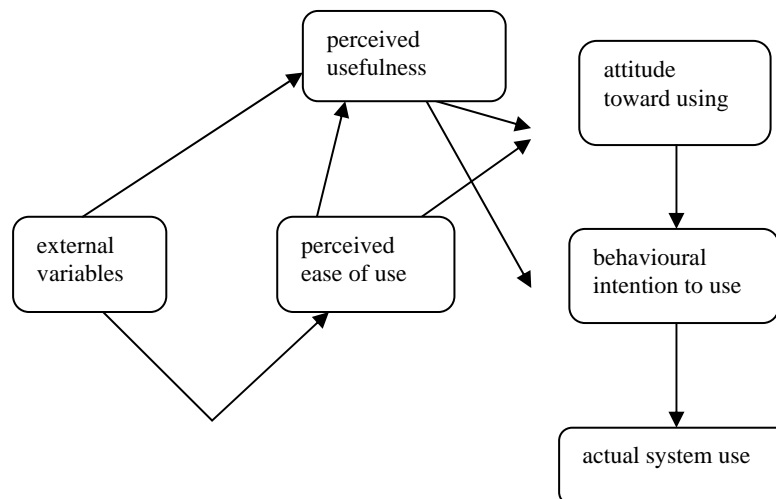 perceived
usefulness
attitude
toward using
external
variables
perceived
ease of use
behavioural
intention to use
actual system use